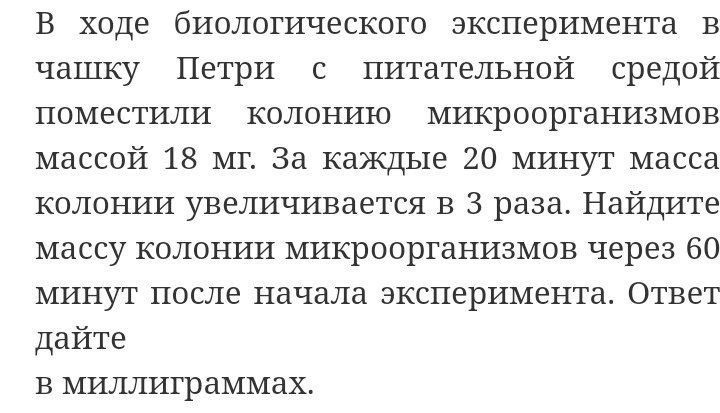 В ходе биологического эксперимента в
чашку Петри с питательной средой
поместили колонию микроорганизмов
массой 18 мг. За каждые 20 минут масса
колонии увеличивается в 3 раза. Найдите
массу колонии микроорганизмов через 60
минут после начала эксперимента. Ответ
дайте
в миллиграммах.